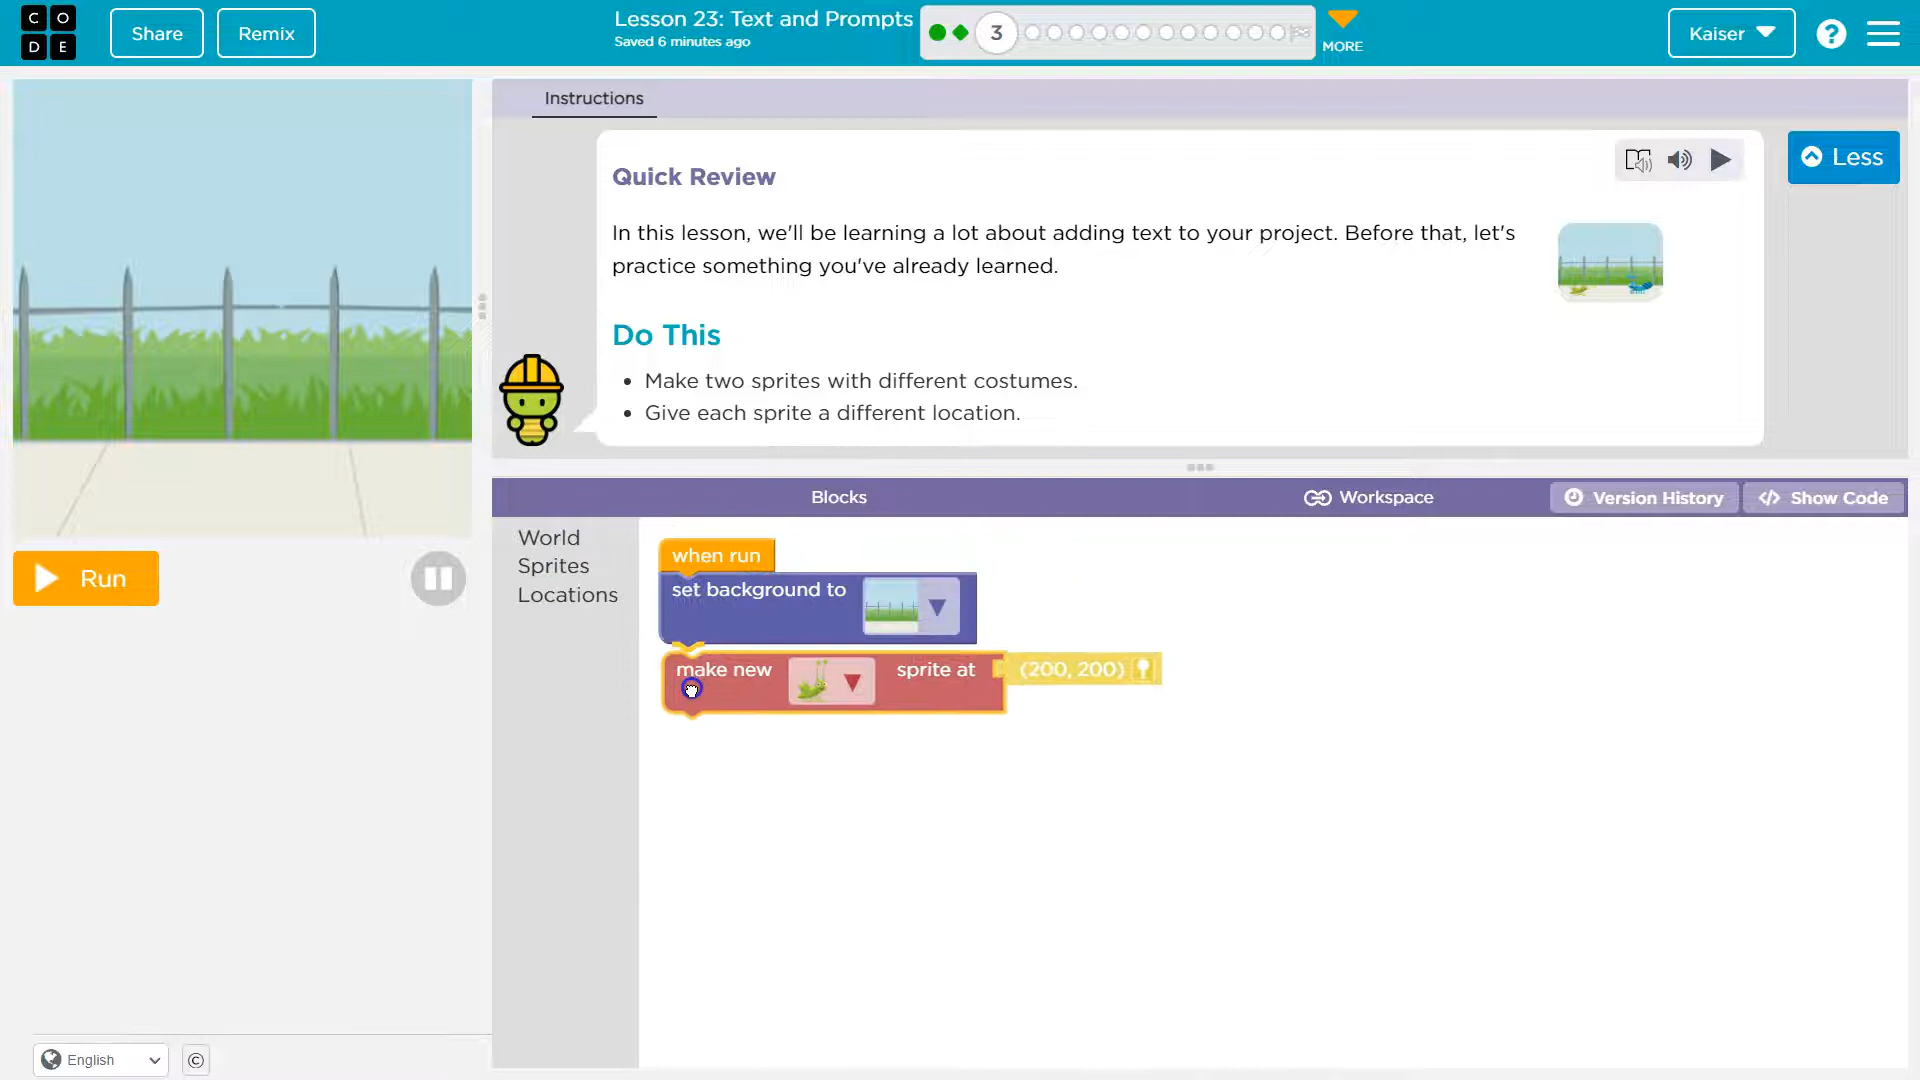 C O
D E
Share
Remix
Lesson 23: Text and Prompts
Saved 6 minutes ago
3
MORE
Kaiser
?
Instructions
Quick Review
Less
In this lesson, we'll be learning a lot about adding text to your project. Before that, let's
practice something you've already learned.
Do This
• Make two sprites with different costumes.
• Give each sprite a different location.
Blocks
Workspace
Version History
</> Show Code
World
Sprites
Locations
when run
set background to
make new
sprite at
(200, 200)
Run
English
©